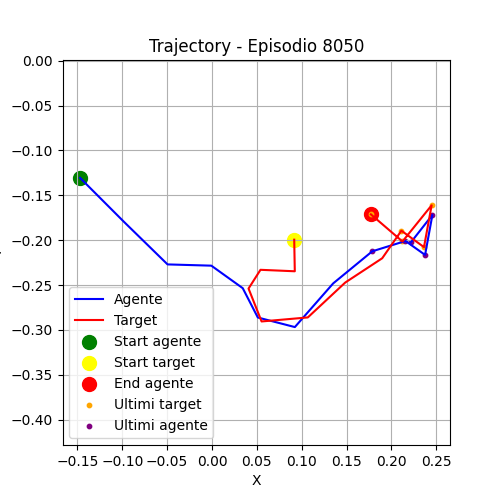 Trajectory - Episodio 8050
0.00
−0.05
−0.10
−0.15
−0.20
−0.25
−0.30
−0.35
−0.40
Agente
Target
Start agente
Start target
End agente
Ultimi target
Ultimi agente
−0.15 −0.10 −0.05 0.00 0.05 0.10 0.15 0.20 0.25
X